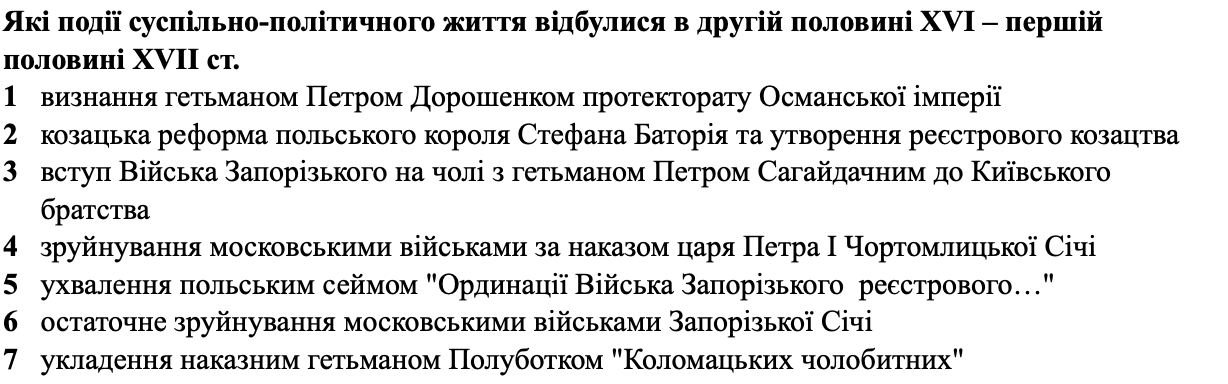 Які події суспільно-політичного життя відбулися в другій половині XVI – першій
половині XVII ст.
1 визнання гетьманом Петром Дорошенком протекторату Османської імперії
2 козацька реформа польського короля Стефана Баторія та утворення реєстрового козацтва
3 вступ Війська Запорізького на чолі з гетьманом Петром Сагайдачним до Київського
братства
4 зруйнування московськими військами за наказом царя Петра І Чортомлицької Січі
5 ухвалення польським сеймом "Ординації Війська Запорізького  реєстрового…"
6 остаточне зруйнування московськими військами Запорізької Січі
7 укладення наказним гетьманом Полуботком "Коломацьких чолобитних"